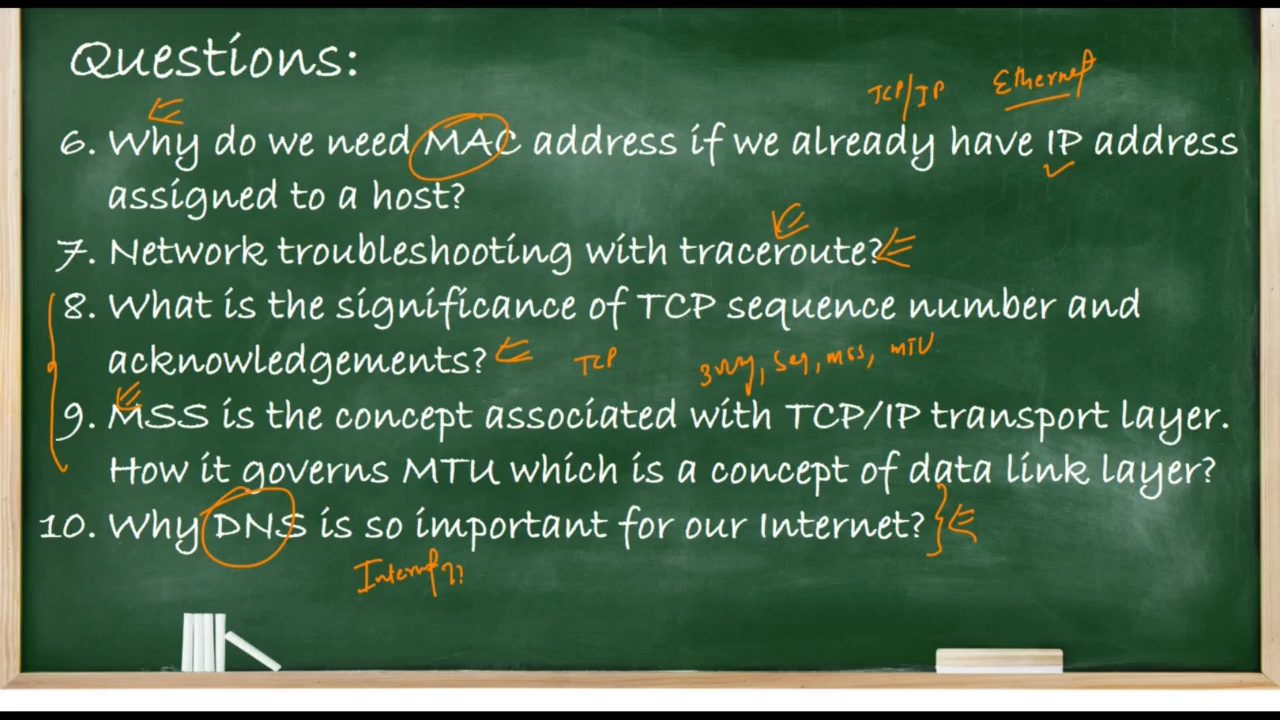 Questions:
TCP/IP Ethernet
6. Why do we need MAC address if we already have IP address
assigned to a host?
7. Network troubleshooting with traceroute?
8. What is the significance of TCP sequence number and
acknowledgements?
TCP 3way, Seq, MSS, MTU
9. MSS is the concept associated with TCP/IP transport layer.
How it governs MTU which is a concept of data link layer?
10. Why DNS is so important for our Internet?
Internet